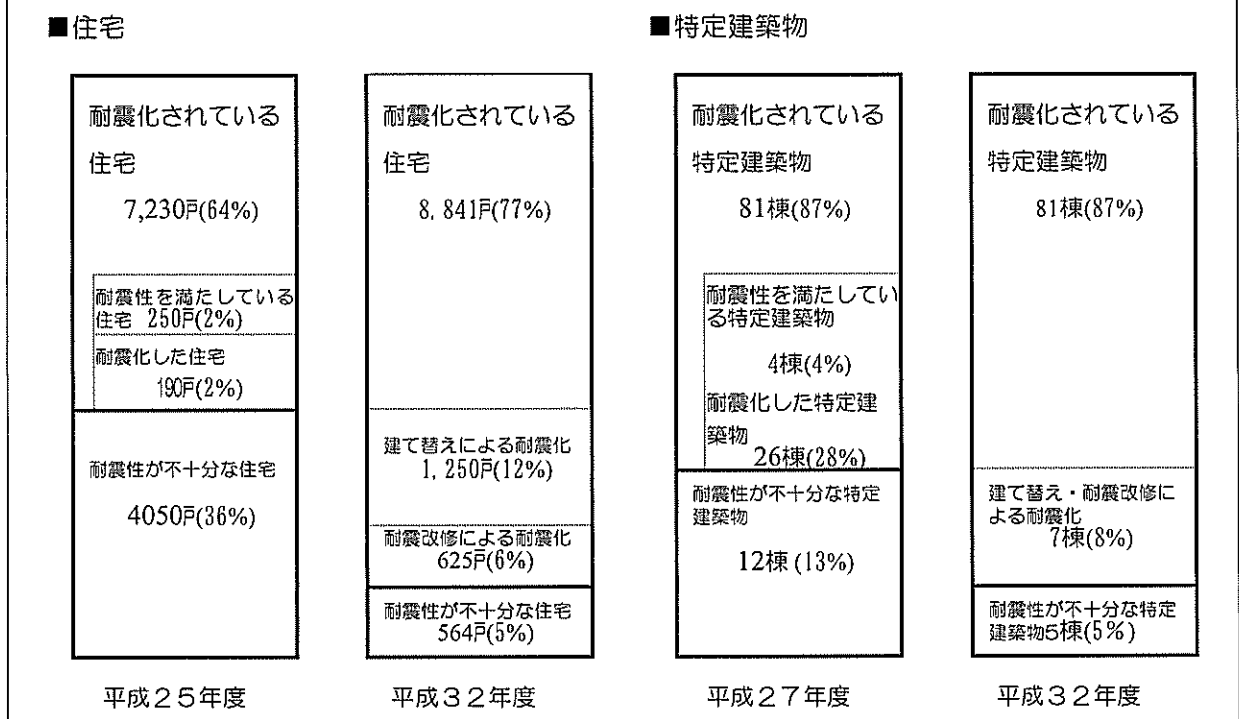 ■住宅
耐震化されている
住宅
7,230戸(64%)
耐震性を満たしている
住宅 250戸(2%)
耐震化した住宅
190戸(2%)
耐震性が不十分な住宅
4050戸(36%)
平成25年度
耐震化されている
住宅
8,841戸(77%)
建て替えによる耐震化
1,250戸(12%)
耐震改修による耐震化
625戸(6%)
耐震性が不十分な住宅
564戸(5%)
平成32年度
■特定建築物
耐震化されている
特定建築物
81棟(87%)
耐震性を満たしてい
る特定建築物
4棟(4%)
耐震化した特定建
築物
26棟(28%)
耐震性が不十分な特定
建築物
12棟(13%)
平成27年度
耐震化されている
特定建築物
81棟(87%)
建て替え・耐震改修に
よる耐震化
7棟(8%)
耐震性が不十分な特定
建築物5棟(5%)
平成32年度